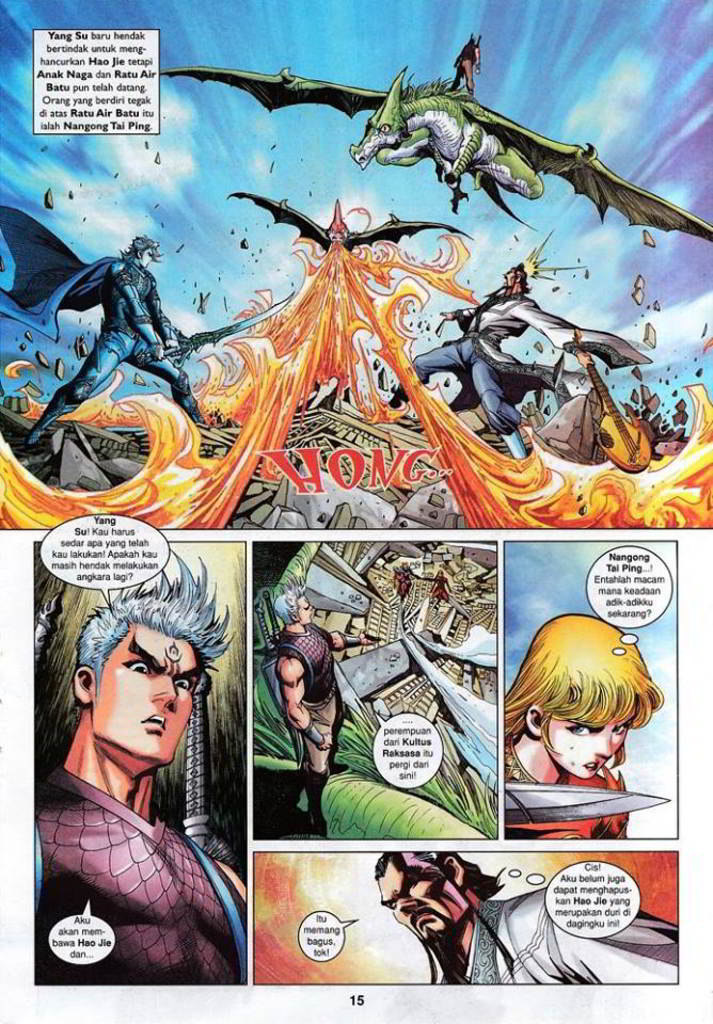 Yang Su baru hendak
bertindak untuk meng-
hancurkan Hao Jie tetapi
Anak Naga dan Ratu Air
Batu pun telah datang.
Orang yang berdiri tegak
di atas Ratu Air Batu itu
ialah Nangong Tai Ping.
HONG...
Yang
Su! Kau harus
sedar apa yang telah
kau lakukan! Apakah kau
masih hendak melakukan
angkara lagi?
Aku
akan mem-
bawa Hao Jie
dan...
....
perempuan
dari Kultus
Raksasa itu
pergi dari
sini!
Nangong
Tai Ping...!
Entahlah macam
mana keadaan
adik-adikku
sekarang?
Itu
memang
bagus,
tok!
Cis!
Aku belum juga
dapat menghapus-
kan Hao Jie yang
merupakan duri di
dagingku ini!
15